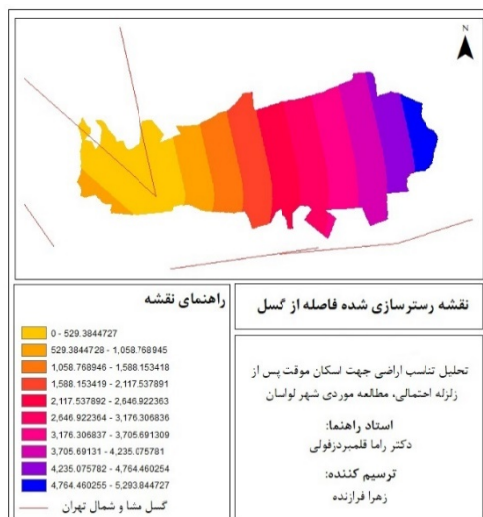 N
نقشه رسترسازی شده فاصله از گسل
تحلیل تناسب اراضی جهت اسکان موقت پس از
زلزله احتمالی، مطالعه موردی شهر لواسان
استاد راهنما:
دکتر راما قلمبردزفولی
ترسیم کننده:
زهرا فرازنده
راهنمای نقشه
0 - 529.3844727
529.3844728 - 1,058.768945
1,058.768946 - 1,588.153418
1,588.153419 - 2,117.537891
2,117.537892 - 2,646.922363
2,646.922364 - 3,176.306836
3,176.306837 - 3,705.691309
3,705.69131 - 4,235.075781
4,235.075782 - 4,764.460254
4,764.460255 - 5,293.844727
گسل مشا و شمال تهران